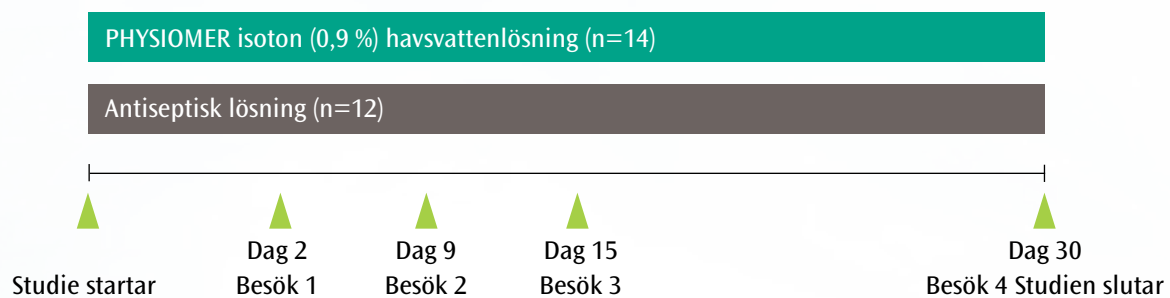 PHYSIOMER isoton (0,9 %) havsvattenlösning (n=14)
Antiseptisk lösning (n=12)
Studie startar
Dag 2
Besök 1
Dag 9
Besök 2
Dag 15
Besök 3
Dag 30
Besök 4 Studien slutar